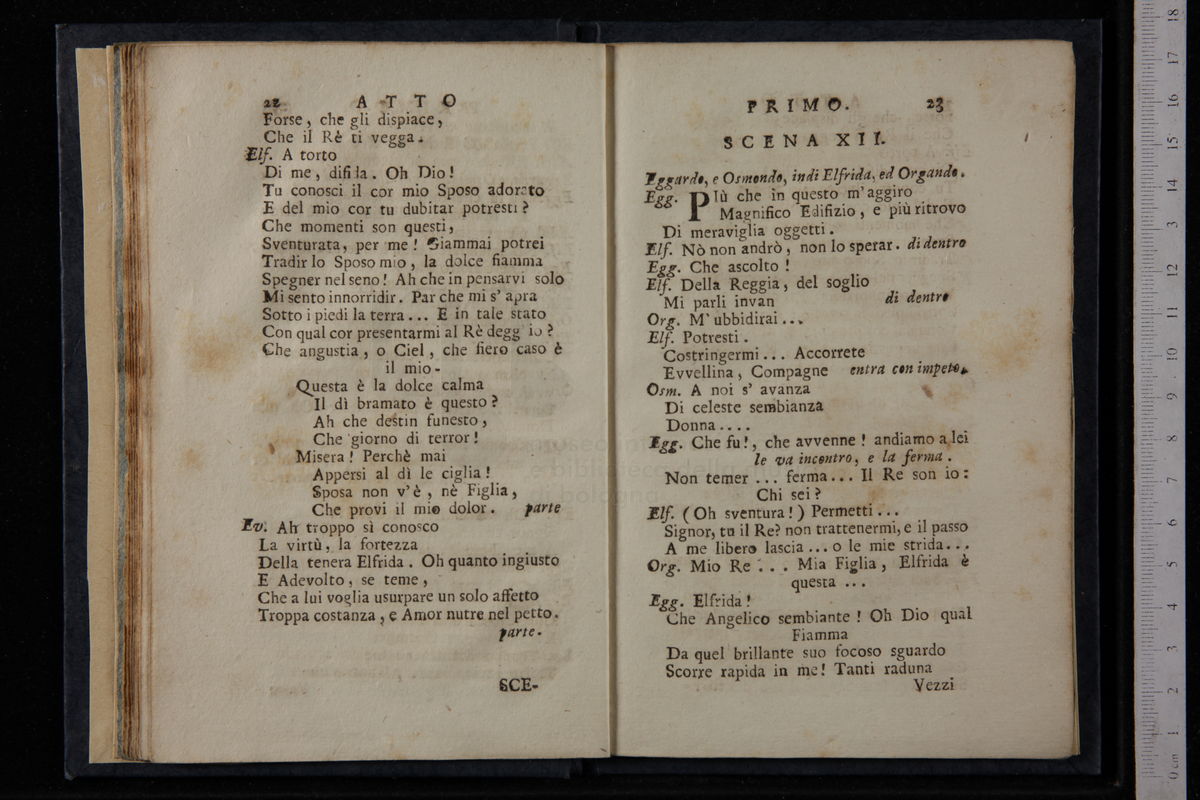 22 ATTO
Forse, che gli dispiace,
Che il Rè ti vegga.
Elf. A torto
Di me, diffila. Oh Dio!
Tu conosci il cor mio Sposo adorato
E del mio cor tu dubitar potresti?
Che momenti son questi,
Sventurata, per me! Giammai potrei
Tradir lo Sposo mio, la dolce fiamma
Spegner nel seno! Ah che in pensarvi solo
Mi sento innorridir. Par che mi s' apra
Sotto i piedi la terra... E in tale stato
Con qual cor presentarmi al Rè degg' io?
Che angustia, o Ciel, che fiero caso è
il mio-
Questa è la dolce calma
Il dì bramato è questo?
Ah che destin funesto,
Che giorno di terror!
Misera! Perchè mai
Appersi al dì le ciglia!
Sposa non v'è, nè Figlia,
Che provi il mio dolor. parte
Ev. Ah troppo sì conosco
La virtù, la fortezza
Della tenera Elfrida. Oh quanto ingiusto
E Adevolto, se teme,
Che a lui voglia usurpare un solo affetto
Troppa costanza, e Amor nutre nel petto.
parte.
SCE-
PRIMO. 23
SCENA XII.
Eggardo, e Osmondo, indi Elfrida, ed Orgando.
Egg. PIù che in questo m'aggiro
Magnifico Edifizio, e più ritrovo
Di meraviglia oggetti.
Elf. Nò non andrò, non lo sperar. di dentro
Egg. Che ascolto!
Elf. Della Reggia, del soglio
Mi parli invan di dentro
Org. M' ubbidirai...
Elf. Potresti.
Costringermi... Accorrete
Evvellina, Compagne entra con impeto.
Osm. A noi s' avanza
Di celeste sembianza
Donna....
Egg. Che fu!, che avvenne! andiamo a lei
le va incontro, e la ferma.
Non temer... ferma... Il Re son io:
Chi sei?
Elf. (Oh sventura!) Permetti...
Signor, tu il Re? non trattenermi, e il passo
A me libero lascia... o le mie strida...
Org. Mio Re... Mia Figlia, Elfrida è
questa...
Egg. Elfrida!
Che Angelico sembiante! Oh Dio qual
Fiamma
Da quel brillante suo focoso sguardo
Scorre rapida in me! Tanti raduna
Vezzi